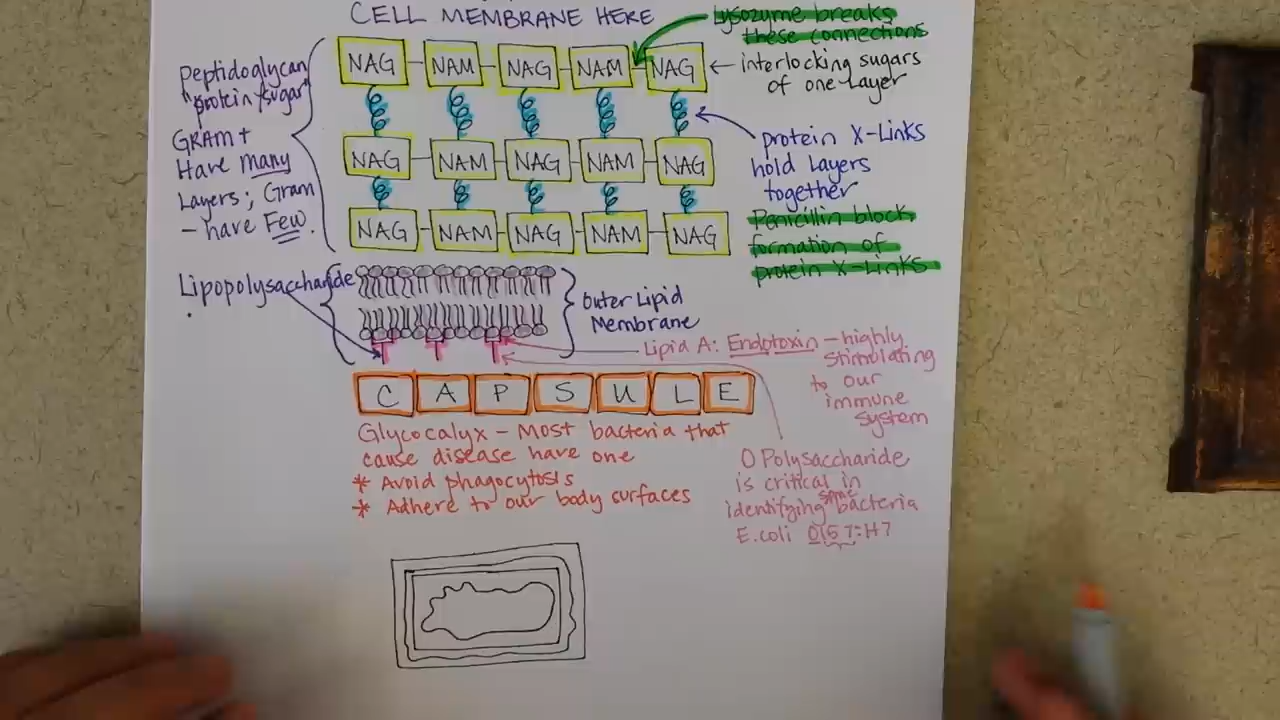 CELL MEMBRANE HERE
Lysozyme breaks
these connections
NAG NAM NAG NAM NAG
interlocking sugars
of one layer
Peptidoglycan
"protein + sugar"
GRAM +
Have many
Layers; Gram
- have Few.
protein X-Links
hold Layers
together
NAG NAM NAG NAM NAG
Penicillin block
formation of
protein X-Links
NAG NAM NAG NAM NAG
Lipopolysaccharide
Outer Lipid
Membrane
Lipid A: Endotoxin - highly
stimulating
to our
immune
system
CAPSULE
Glycocalyx - Most bacteria that
cause disease have one
* Avoid phagocytosis
* Adhere to our body surfaces
O Polysaccharide
is critical in
identifying some bacteria
E.coli O157:H7